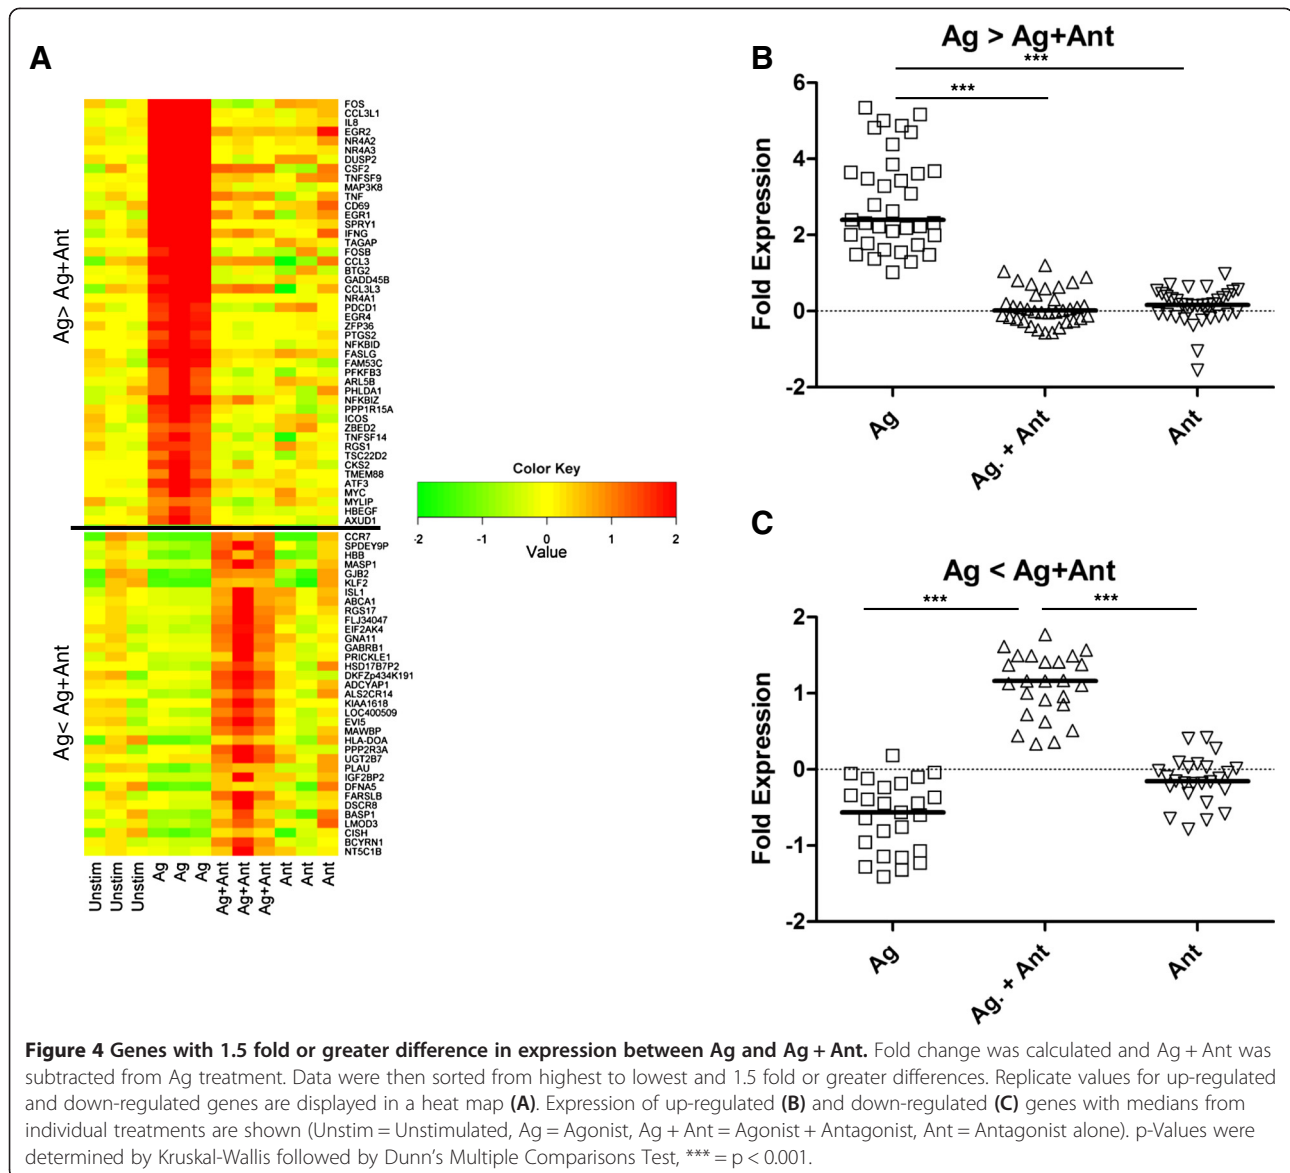 A
Ag> Ag+Ant
FOS
CCL3L1
IL8
EGR2
NR4A2
NR4A3
DUSP2
CSF2
TNFSF9
MAP3K8
TNF
CD69
EGR1
SPRY1
IFNG
TAGAP
FOSB
CCL3
BTG2
GADD45B
CCL3L3
NR4A1
PDCD1
EGR4
ZFP36
PTGS2
NFKBID
FASLG
FAM53C
PFKFB3
ARL5B
PHLDA1
NFKBIZ
PPP1R15A
ICOS
ZBED2
TNFSF14
RGS1
TSC22D2
CKS2
TMEM88
ATF3
MYC
MYLIP
HBEGF
AXUD1
Ag< Ag+Ant
CCR7
SPDEY9P
HBB
MASP1
GJB2
KLF2
ISL1
ABCA1
RGS17
FLJ34047
EIF2AK4
GNA11
GABRB1
PRICKLE1
HSD17B7P2
DKFZp434K191
ADCYAP1
ALS2CR14
KIAA1618
LOC400509
EVI5
MAWBP
HLA-DOA
PPP2R3A
UGT2B7
PLAU
IGF2BP2
DFNA5
FARSLB
DSCR8
BASP1
LMOD3
CISH
BCYRN1
NT5C1B
Unstim
Unstim
Unstim
Ag
Ag
Ag
Ag+Ant
Ag+Ant
Ag+Ant
Ant
Ant
Ant
Color Key
-2 -1 0 1 2
Value
B
Ag > Ag+Ant
***
***
Fold Expression
6
4
2
0
-2
Ag
Ag. + Ant
Ant
C
Ag < Ag+Ant
*** ***
Fold Expression
2
1
0
-1
-2
Ag
Ag. + Ant
Ant
Figure 4 Genes with 1.5 fold or greater difference in expression between Ag and Ag + Ant. Fold change was calculated and Ag + Ant was
subtracted from Ag treatment. Data were then sorted from highest to lowest and 1.5 fold or greater differences. Replicate values for up-regulated
and down-regulated genes are displayed in a heat map (A). Expression of up-regulated (B) and down-regulated (C) genes with medians from
individual treatments are shown (Unstim = Unstimulated, Ag = Agonist, Ag + Ant = Agonist + Antagonist, Ant = Antagonist alone). p-Values were
determined by Kruskal-Wallis followed by Dunn's Multiple Comparisons Test, *** = p < 0.001.